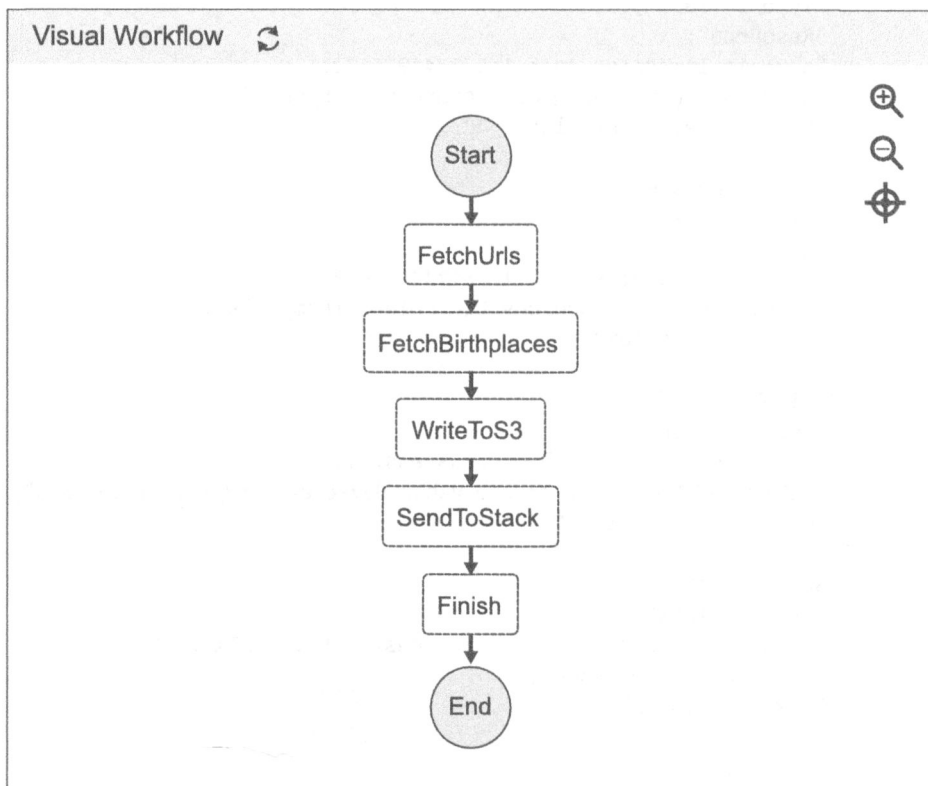 Visual Workflow
Start
FetchUrls
FetchBirthplaces
WriteToS3
SendToStack
Finish
End